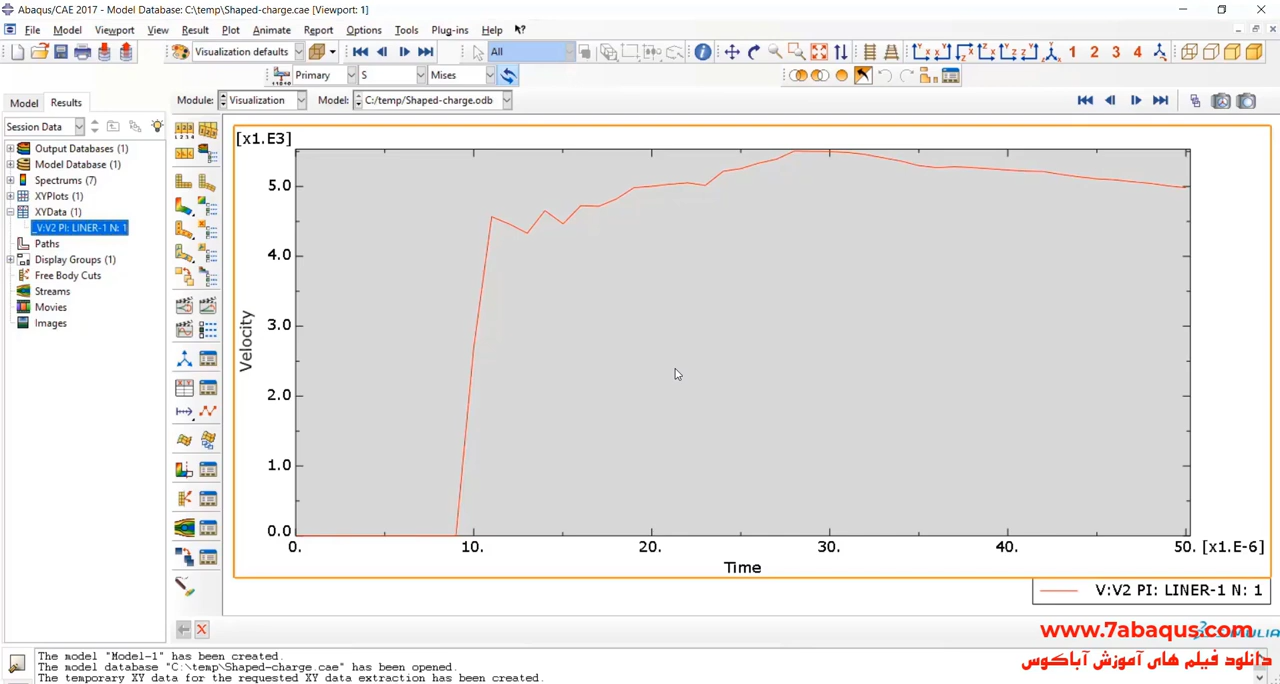 Abaqus/CAE 2017 - Model Database: C:\temp\Shaped-charge.cae [Viewport: 1]
File Model Viewport View Result Plot Animate Report Options Tools Plug-ins Help
Visualization defaults All 1 2 3 4
Primary S Mises
Model Results Module: Visualization Model: C:/temp/Shaped-charge.odb
Session Data
Output Databases (1)
Model Database (1)
Spectrums (7)
XYPlots (1)
XYData (1)
_V:V2 PI: LINER-1 N: 1
Paths
Display Groups (1)
Free Body Cuts
Streams
Movies
Images
[x1.E3]
5.0
4.0
3.0
2.0
1.0
0.0
Velocity
0. 10. 20. 30. 40. 50. [x1.E-6]
Time
V:V2 PI: LINER-1 N: 1
www.7abaqus.com
دانلود فیلم های آموزش آباکوس
The model "Model-1" has been created.
The model database "C:\temp\Shaped-charge.cae" has been opened.
The temporary XY data for the requested XY data extraction has been created.